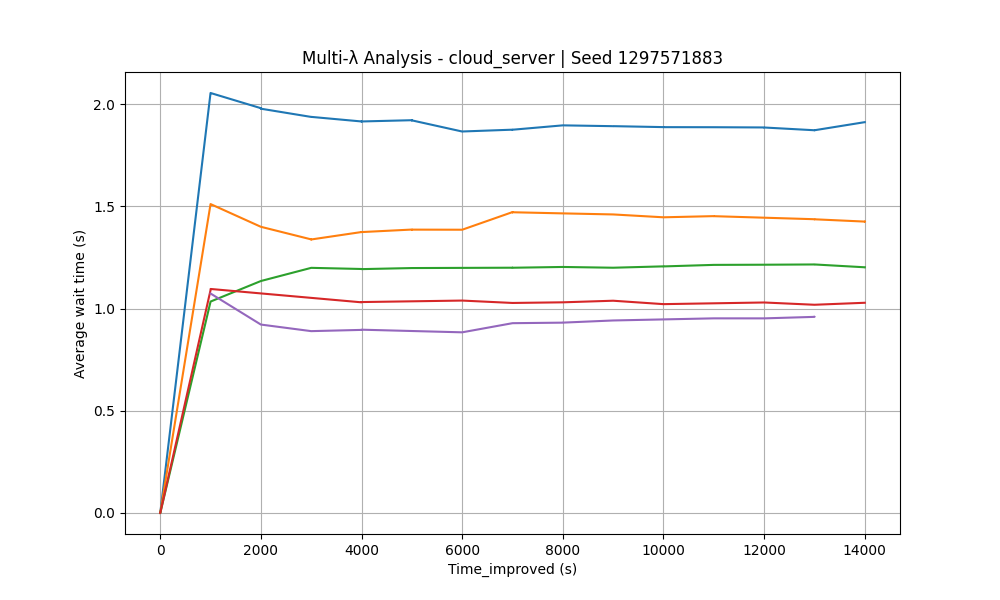 Multi-λ Analysis - cloud_server | Seed 1297571883
Average wait time (s)
2.0
1.5
1.0
0.5
0.0
0 2000 4000 6000 8000 10000 12000 14000
Time_improved (s)